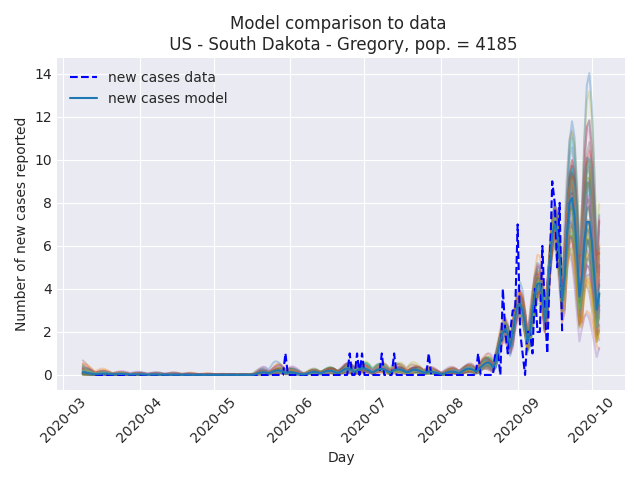 Model comparison to data
US - South Dakota - Gregory, pop. = 4185
new cases data
new cases model
Number of new cases reported
14
12
10
8
6
4
2
0
2020-03
2020-04
2020-05
2020-06
2020-07
2020-08
2020-09
2020-10
Day